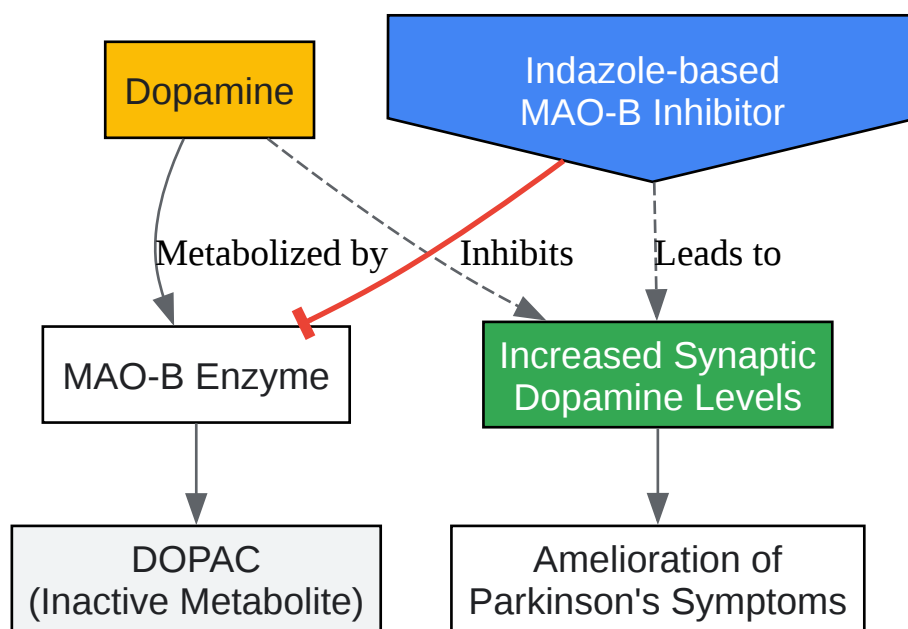 Dopamine
Indazole-based
MAO-B Inhibitor
Metabolized by
Inhibits
Leads to
MAO-B Enzyme
Increased Synaptic
Dopamine Levels
DOPAC
(Inactive Metabolite)
Amelioration of
Parkinson's Symptoms